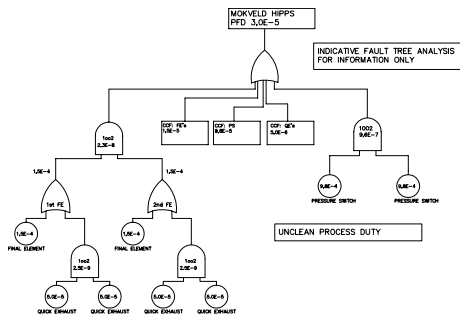 MOKVELD HIPPS
PFD 3,0E-5
INDICATIVE FAULT TREE ANALYSIS
FOR INFORMATION ONLY
CCF: FE's
1,5E-5
CCF: PS
9,8E-5
CCF: QE's
5,0E-6
1oo2
2,3E-8
1OO2
9,6E-7
1,5E-4
1,5E-4
1st FE
2nd FE
9,8E-4
9,8E-4
PRESSURE SWITCH
PRESSURE SWITCH
1,5E-4
1,5E-4
FINAL ELEMENT
FINAL ELEMENT
UNCLEAN PROCESS DUTY
1oo2
2,5E-9
1oo2
2,5E-9
5,0E-5
5,0E-5
5,0E-5
5,0E-5
QUICK EXHAUST
QUICK EXHAUST
QUICK EXHAUST
QUICK EXHAUST